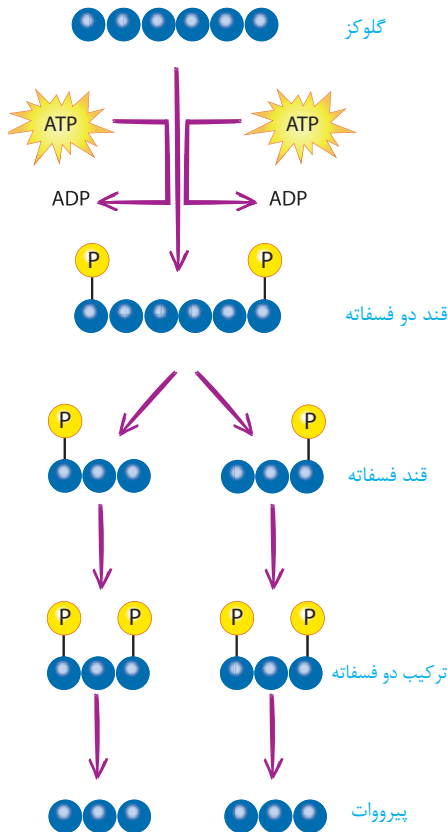 گلوکز
ATP ATP
ADP ADP
P P
قند دو فسفاته
P P
قند فسفاته
P P P P
ترکیب دو فسفاته
پیرووات